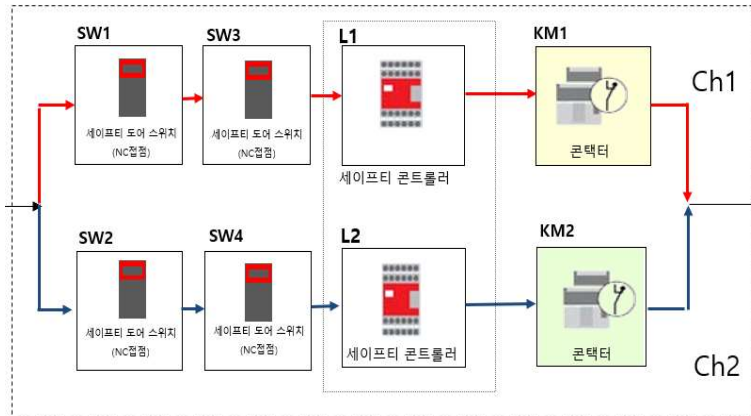 SW1
세이프티 도어 스위치
(NC접점)
SW3
세이프티 도어 스위치
(NC접점)
L1
세이프티 콘트롤러
KM1
콘택터
Ch1
SW2
세이프티 도어 스위치
(NC접점)
SW4
세이프티 도어 스위치
(NC접점)
L2
세이프티 콘트롤러
KM2
콘택터
Ch2